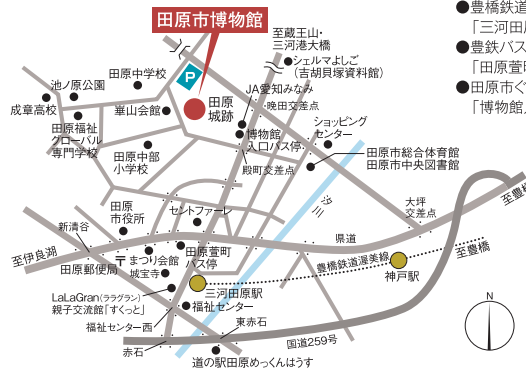 田原市博物館
●豊橋鉄道
「三河田原
●豊鉄バス
「田原萱町
●田原市ぐ
「博物館
至蔵王山・
三河港大橋
シェルマよしご
(吉胡貝塚資料館)
P
田原中学校
池ノ原公園
成章高校
崋山会館
田原
城跡
JA愛知みなみ
晩田交差点
田原福祉
グローバル
専門学校
博物館
入口バス停
ショッピング
センター
田原中部
小学校
殿町交差点
田原市総合体育館
田原市中央図書館
汐川
田原
市役所
セントファーレ
大坪
交差点
至豊橋
新清谷
県道
至豊橋
至伊良湖
田原萱町
バス停
豊橋鉄道渥美線
〒
田原郵便局
まつり会館
城宝寺
神戸駅
LaLaGran(ララグラン)
親子交流館「すくっと」
三河田原駅
福祉センター
N
福祉センター西
東赤石
赤石
国道259号
道の駅田原めっくんはうす